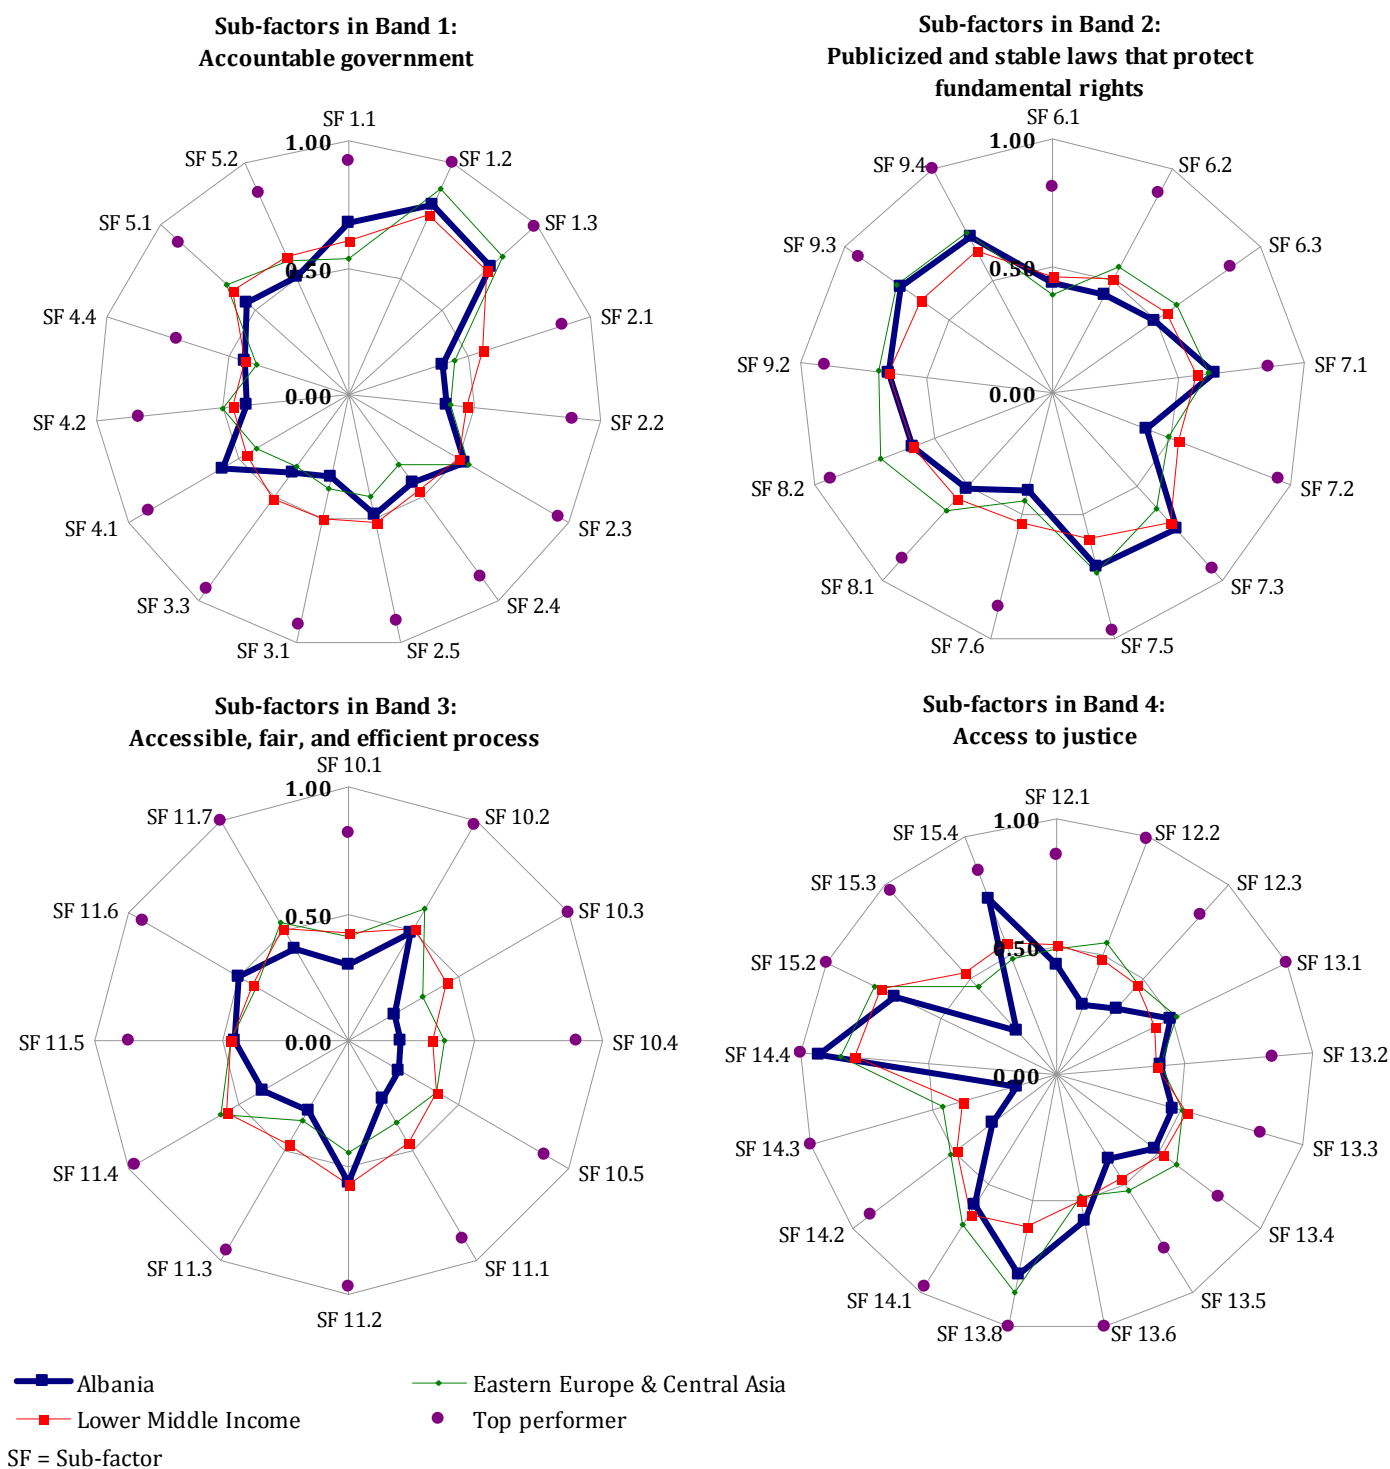 Sub-factors in Band 1:
Accountable government
SF 1.1
1.00
SF 5.2
SF 1.2
SF 5.1
SF 1.3
0.50
SF 4.4
SF 2.1
0.00
SF 4.2
SF 2.2
SF 4.1
SF 2.3
SF 3.3
SF 2.4
SF 3.1
SF 2.5
Sub-factors in Band 2:
Publicized and stable laws that protect
fundamental rights
SF 6.1
1.00
SF 9.4
SF 6.2
SF 9.3
SF 6.3
0.50
SF 9.2
SF 7.1
0.00
SF 8.2
SF 7.2
SF 8.1
SF 7.3
SF 7.6
SF 7.5
Sub-factors in Band 3:
Accessible, fair, and efficient process
SF 10.1
1.00
SF 11.7
SF 10.2
SF 11.6
SF 10.3
0.50
SF 11.5
0.00
SF 10.4
SF 11.4
SF 10.5
SF 11.3
SF 11.1
SF 11.2
Sub-factors in Band 4:
Access to justice
SF 12.1
1.00
SF 15.4
SF 12.2
SF 15.3
SF 12.3
SF 15.2
0.50
SF 13.1
SF 14.4
SF 13.2
0.00
SF 14.3
SF 13.3
SF 14.2
SF 13.4
SF 14.1
SF 13.5
SF 13.8
SF 13.6
Albania
Eastern Europe & Central Asia
Lower Middle Income
Top performer
SF = Sub-factor